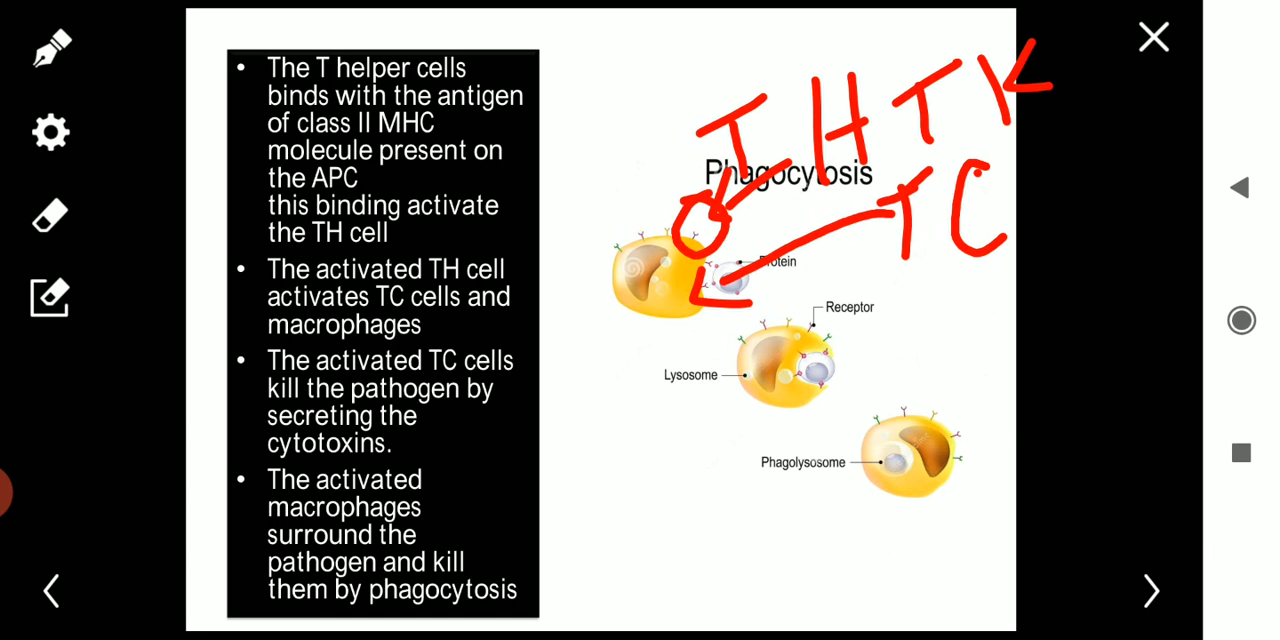 • The T helper cells
binds with the antigen
of class II MHC
molecule present on
the APC
this binding activate
the TH cell
• The activated TH cell
activates TC cells and
macrophages
• The activated TC cells
kill the pathogen by
secreting the
cytotoxins.
• The activated
macrophages
surround the
pathogen and kill
them by phagocytosis
T H T K
Phagocytosis
T C
Protein
Receptor
Lysosome
Phagolysosome